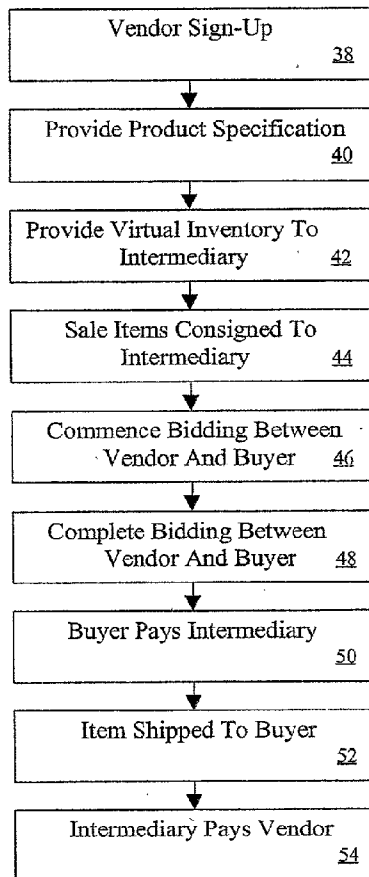 Vendor Sign-Up
38
Provide Product Specification
40
Provide Virtual Inventory To
Intermediary 42
Sale Items Consigned To
Intermediary 44
Commence Bidding Between
Vendor And Buyer 46
Complete Bidding Between
Vendor And Buyer 48
Buyer Pays Intermediary
50
Item Shipped To Buyer
52
Intermediary Pays Vendor
54